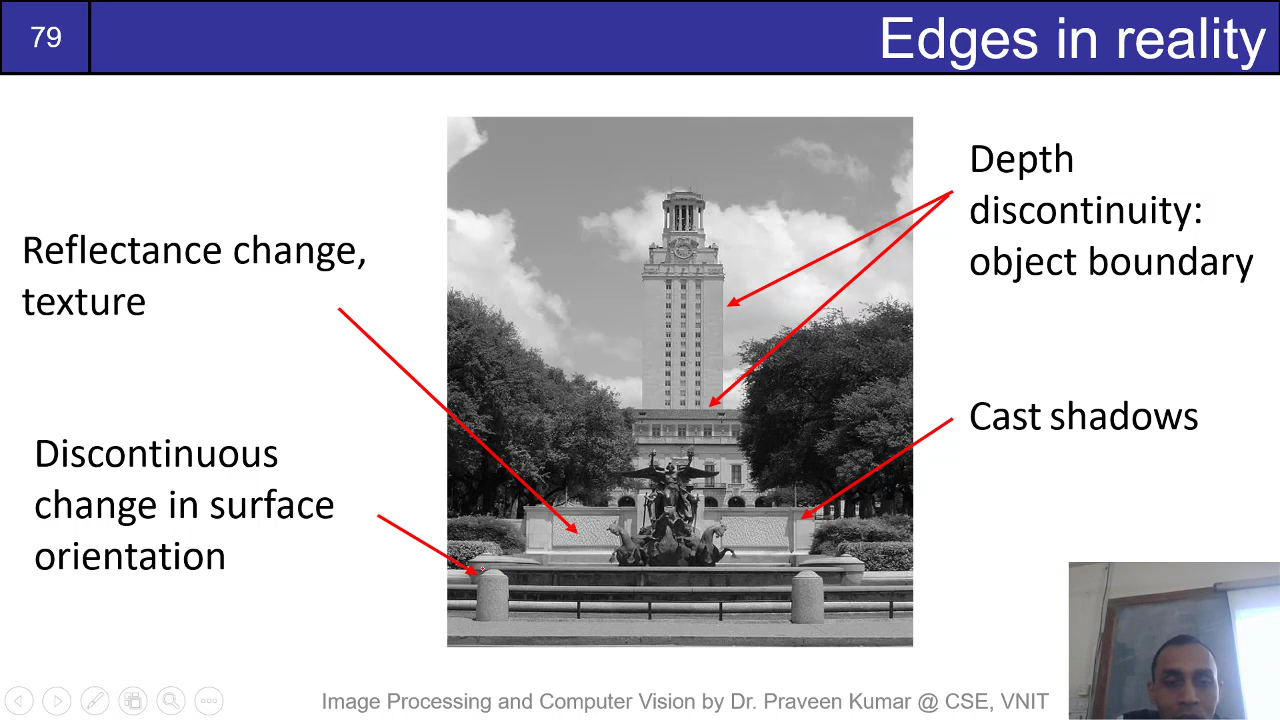 79
Edges in reality
Depth
discontinuity:
object boundary
Reflectance change,
texture
Cast shadows
Discontinuous
change in surface
orientation
Image Processing and Computer Vision by Dr. Praveen Kumar @ CSE, VNIT